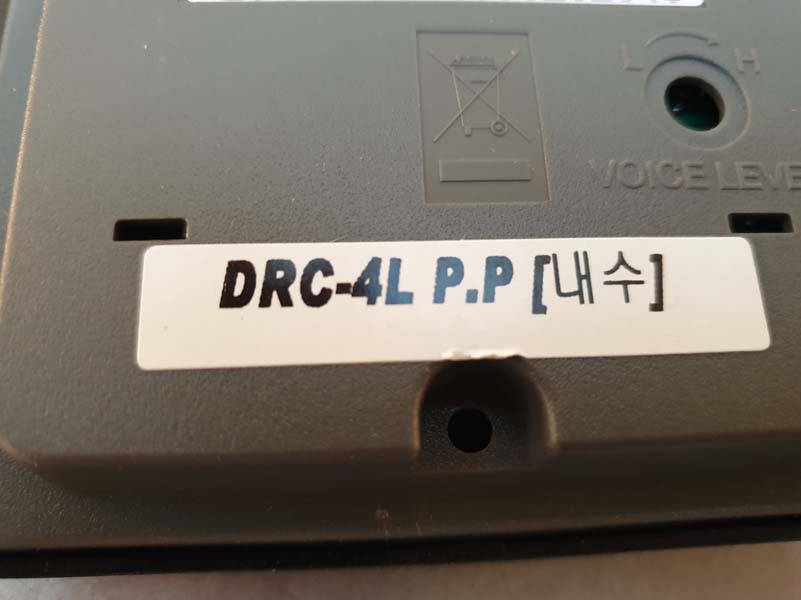 L H
VOICE LEVE
DRC-4L P.P [내수]